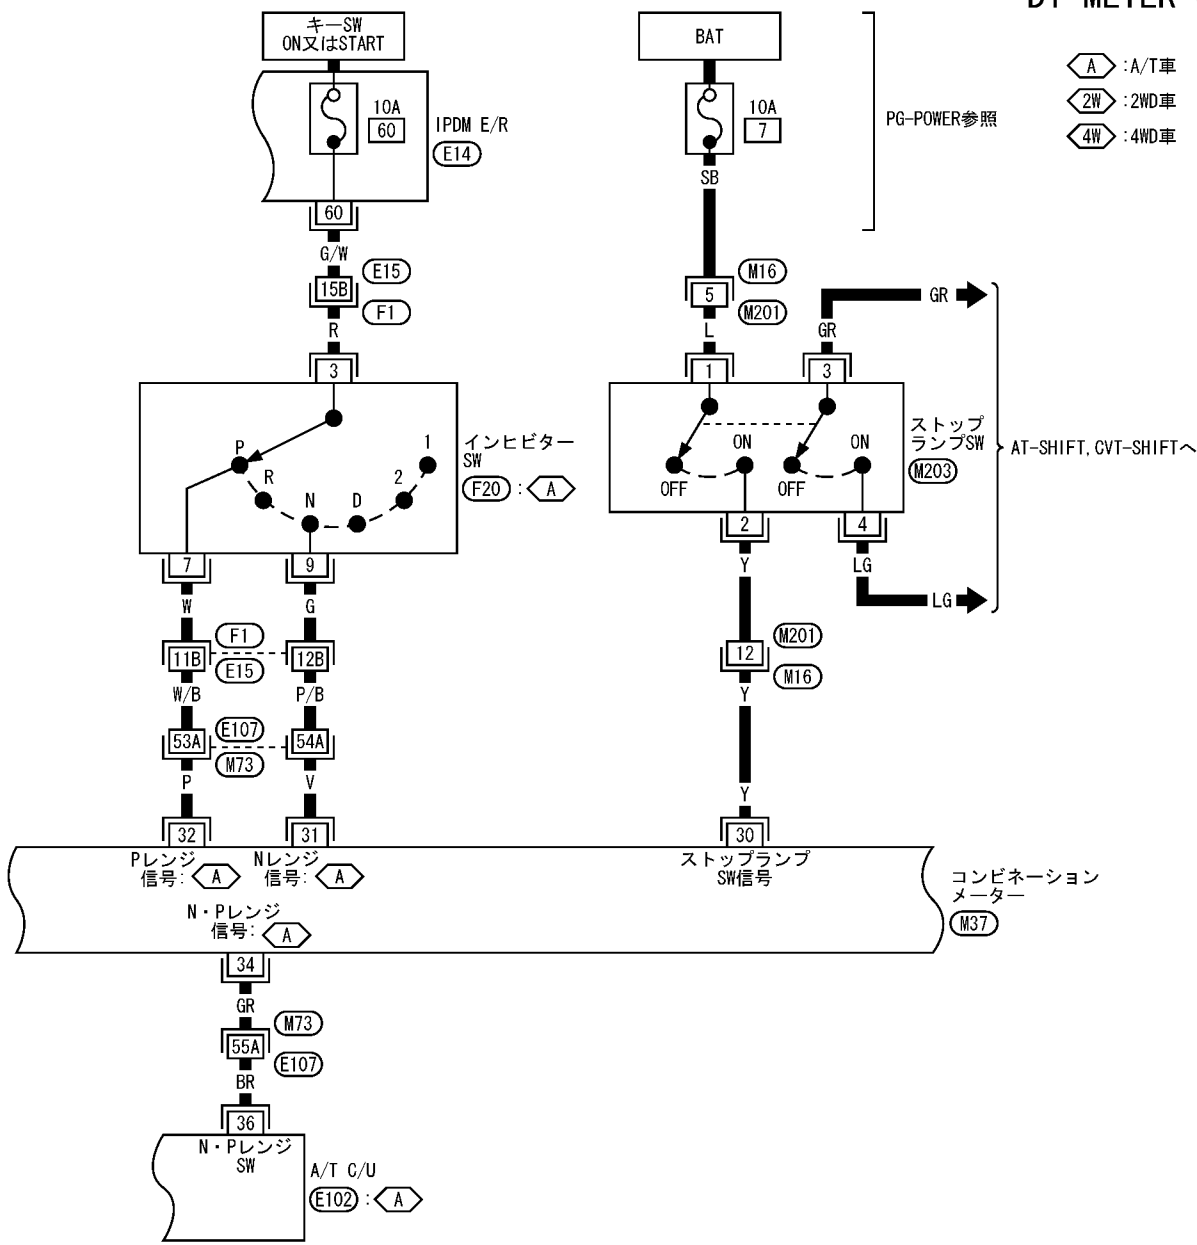 DI-METER
キーSW
ON又はSTART
BAT
A :A/T車
2W :2WD車
4W :4WD車
10A
60
IPDM E/R
E14
10A
7
PG-POWER参照
60
SB
G/W
E15
15B
F1
R
3
M16
5
M201
L
1
GR
GR
3
P
R
N
D
2
1
インヒビター
SW
F20 : A
OFF
ON
OFF
ON
ストップ
ランプSW
M203
AT-SHIFT, CVT-SHIFTへ
7
9
2
4
W
G
Y
LG
LG
F1
11B
12B
E15
M201
12
M16
W/B
P/B
Y
E107
53A
54A
M73
P
V
Y
32
31
30
Pレンジ
信号: A
Nレンジ
信号: A
ストップランプ
SW信号
N・Pレンジ
信号: A
コンビネーション
メーター
M37
34
GR
M73
55A
E107
BR
36
N・Pレンジ
SW
A/T C/U
E102 : A